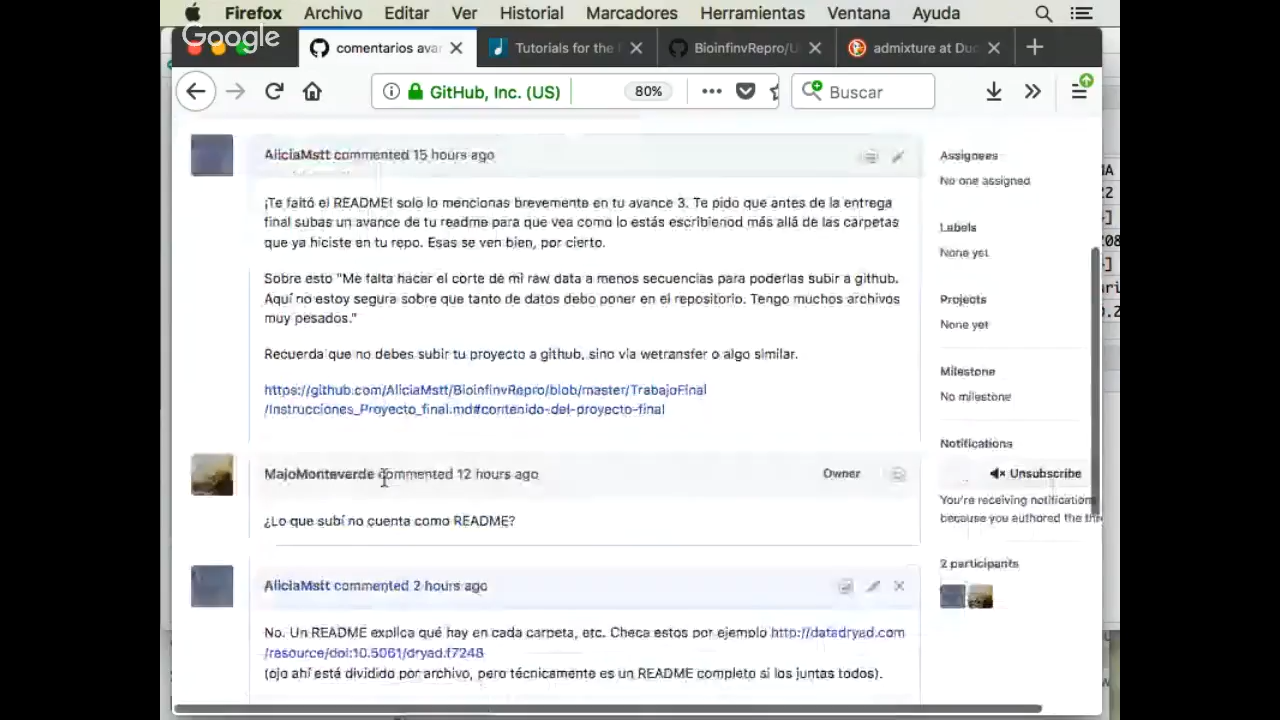 Firefox Archivo Editar Ver Historial Marcadores Herramientas Ventana Ayuda
Google
comentarios avar
Tutorials for the
BioinfinvRepro/U
admixture at Du
GitHub, Inc. (US)
80%
Buscar
AliciaMstt commented 15 hours ago
¡Te faltó el README! solo lo mencionas brevemente en tu avance 3. Te pido que antes de la entrega
final subas un avance de tu readme para que vea como lo estás escribienod más allá de las carpetas
que ya hiciste en tu repo. Esas se ven bien, por cierto.
Sobre esto "Me falta hacer el corte de mi raw data a menos secuencias para poderlas subir a github.
Aquí no estoy segura sobre que tanto de datos debo poner en el repositorio. Tengo muchos archivos
muy pesados."
Recuerda que no debes subir tu proyecto a github, sino vía wetransfer o algo similar.
https://github.com/AliciaMstt/BioinfinvRepro/blob/master/TrabajoFinal
/Instrucciones_Proyecto_final.md#contenido-del-proyecto-final
MajoMonteverde commented 12 hours ago
Owner
¿Lo que subí no cuenta como README?
AliciaMstt commented 2 hours ago
No. Un README explica qué hay en cada carpeta, etc. Checa estos por ejemplo http://datadryad.com
/resource/doi:10.5061/dryad.f7248
(ojo ahí está dividido por archivo, pero técnicamente es un README completo si los juntas todos).
Assignees
No one assigned
Labels
None yet
Projects
None yet
Milestone
No milestone
Notifications
Unsubscribe
You're receiving notifications
because you authored the thre
2 participants